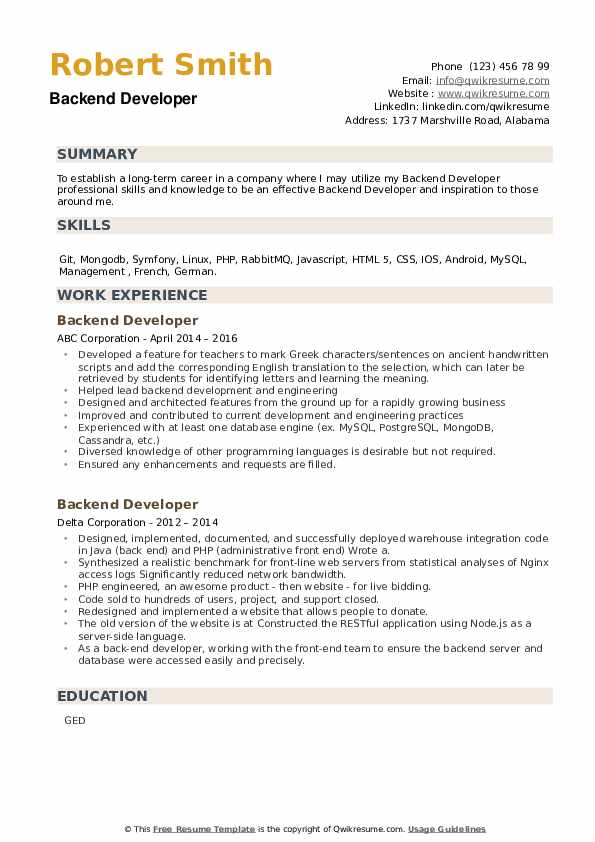 Robert Smith
Backend Developer
Phone (123) 456 78 99
Email: info@qwikresume.com
Website : www.qwikresume.com
LinkedIn: linkedin.com/qwikresume
Address: 1737 Marshville Road, Alabama
SUMMARY
To establish a long-term career in a company where I may utilize my Backend Developer
professional skills and knowledge to be an effective Backend Developer and inspiration to those
around me.
SKILLS
Git, Mongodb, Symfony, Linux, PHP, RabbitMQ, Javascript, HTML 5, CSS, IOS, Android, MySQL,
Management , French, German.
WORK EXPERIENCE
Backend Developer
ABC Corporation - April 2014 – 2016
• Developed a feature for teachers to mark Greek characters/sentences on ancient handwritten
scripts and add the corresponding English translation to the selection, which can later be
retrieved by students for identifying letters and learning the meaning.
• Helped lead backend development and engineering
• Designed and architected features from the ground up for a rapidly growing business
• Improved and contributed to current development and engineering practices
• Experienced with at least one database engine (ex. MySQL, PostgreSQL, MongoDB,
Cassandra, etc.)
• Diversed knowledge of other programming languages is desirable but not required.
• Ensured any enhancements and requests are filled.
Backend Developer
Delta Corporation - 2012 – 2014
• Designed, implemented, documented, and successfully deployed warehouse integration code
in Java (back end) and PHP (administrative front end) Wrote a.
• Synthesized a realistic benchmark for front-line web servers from statistical analyses of Nginx
access logs Significantly reduced network bandwidth.
• PHP engineered, an awesome product - then website - for live bidding.
• Code sold to hundreds of users, project, and support closed.
• Redesigned and implemented a website that allows people to donate.
• The old version of the website is at Constructed the RESTful application using Node.js as a
server-side language.
• As a back-end developer, working with the front-end team to ensure the backend server and
database were accessed easily and precisely.
EDUCATION
GED
© This Free Resume Template is the copyright of Qwikresume.com. Usage Guidelines